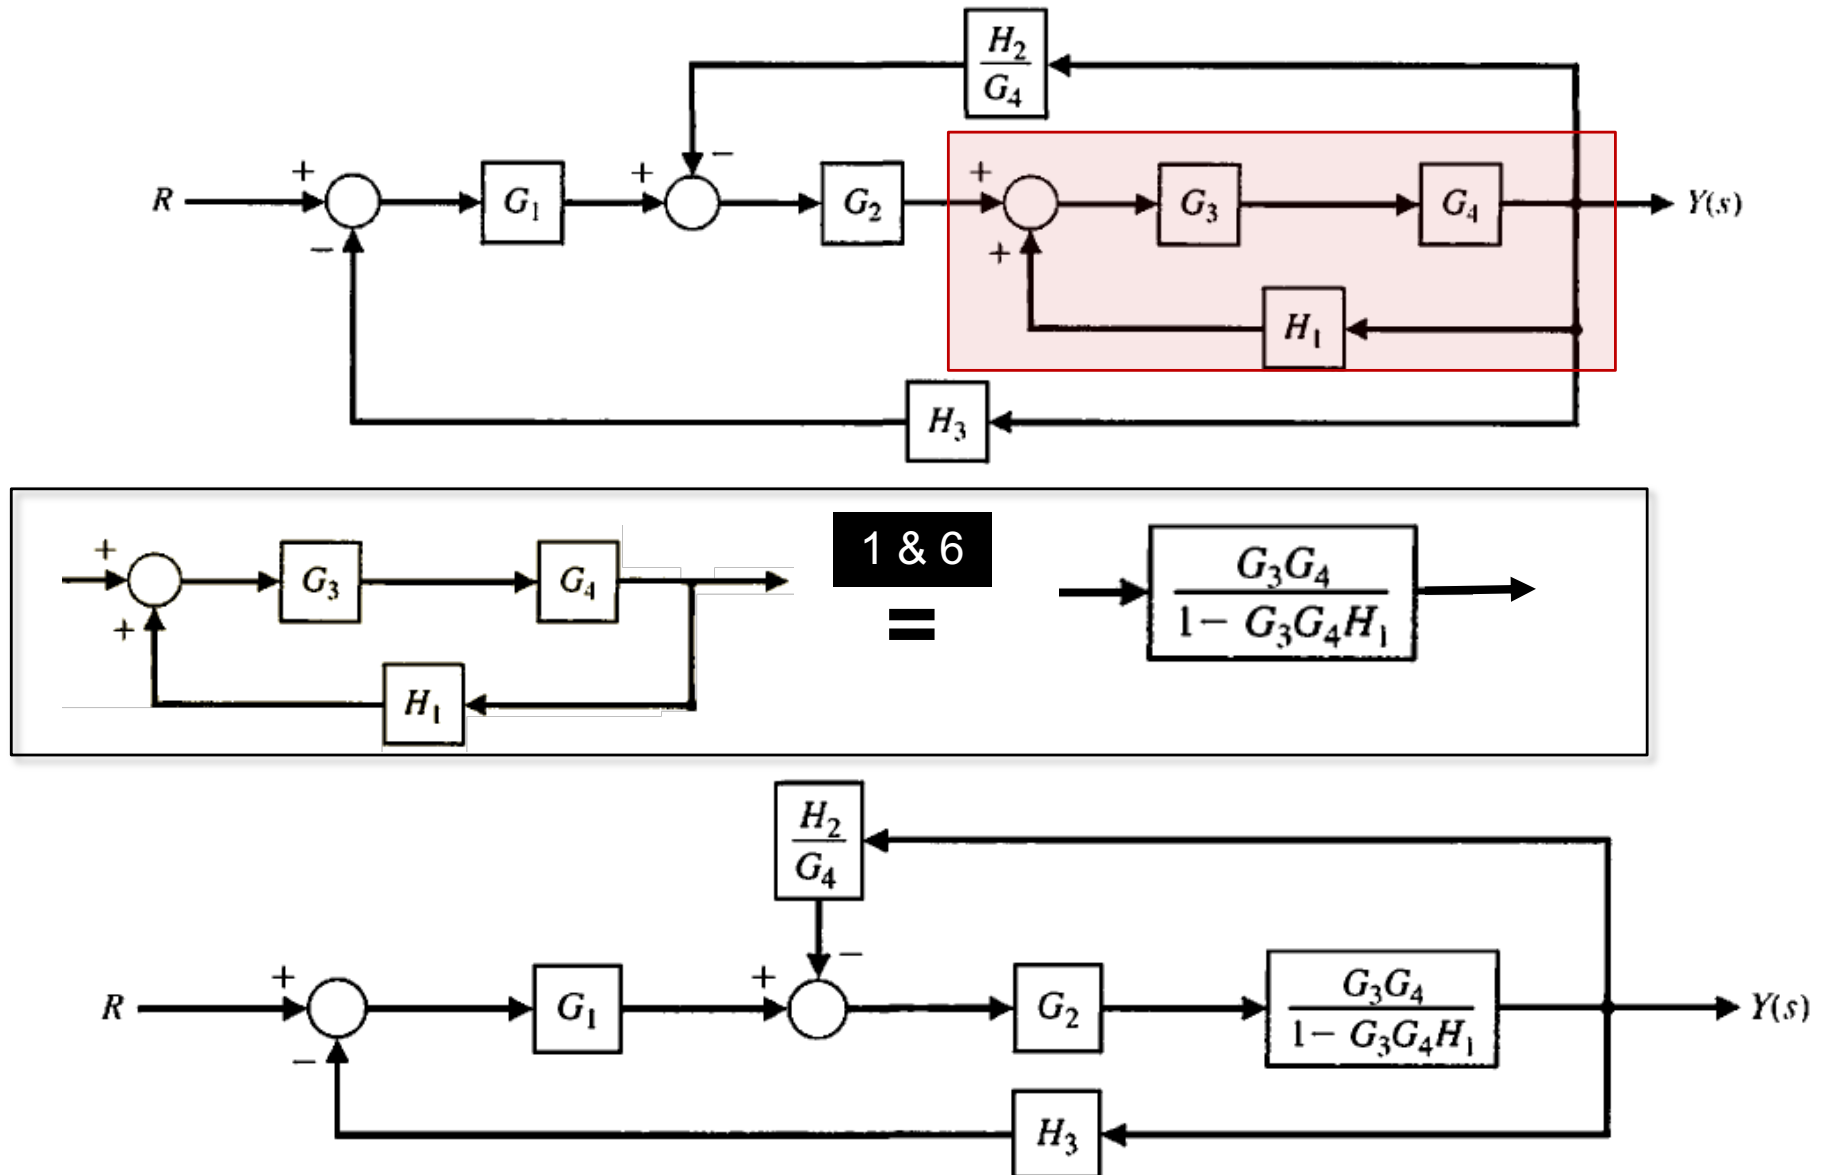 H₂
G₄
+ − + +
R G₁ G₂ G₃ G₄ Y(s)
− +
H₁
H₃
1 & 6
+ G₃ G₄ = G₃G₄
1− G₃G₄H₁
+
H₁
H₂
G₄
+ + −
R G₁ G₂ G₃G₄ Y(s)
1− G₃G₄H₁
−
H₃